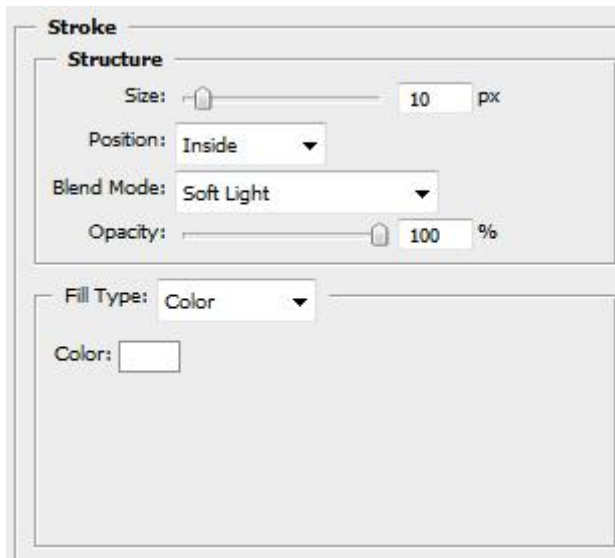 Stroke
Structure
Size: 10 px
Position: Inside
Blend Mode: Soft Light
Opacity: 100 %
Fill Type: Color
Color: